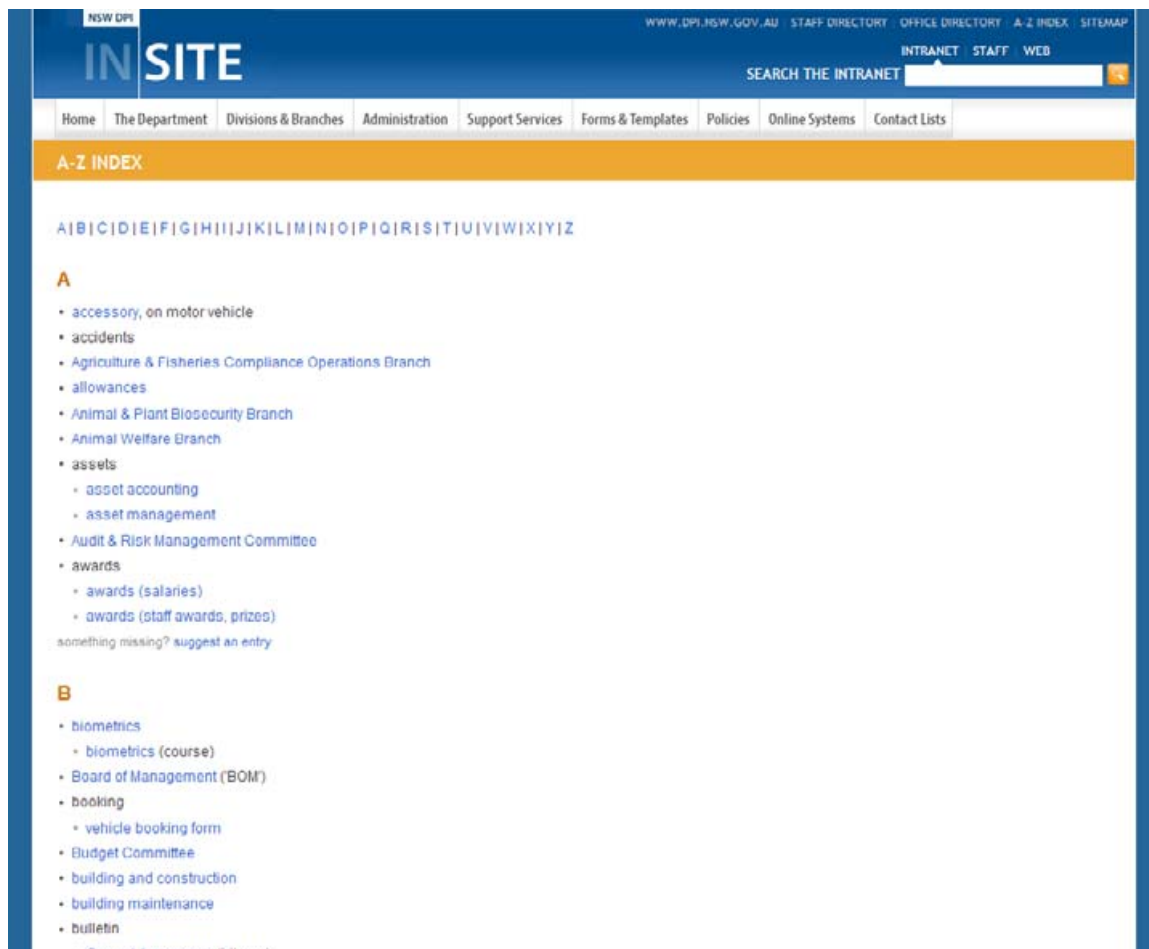 NSW DPI
WWW.DPI.NSW.GOV.AU STAFF DIRECTORY OFFICE DIRECTORY A-Z INDEX SITEMAP
INSITE
INTRANET STAFF WEB
SEARCH THE INTRANET
Home The Department Divisions & Branches Administration Support Services Forms & Templates Policies Online Systems Contact Lists
A-Z INDEX
A|B|C|D|E|F|G|H|I|J|K|L|M|N|O|P|Q|R|S|T|U|V|W|X|Y|Z
A
• accessory, on motor vehicle
• accidents
• Agriculture & Fisheries Compliance Operations Branch
• allowances
• Animal & Plant Biosecurity Branch
• Animal Welfare Branch
• assets
◦ asset accounting
◦ asset management
• Audit & Risk Management Committee
• awards
◦ awards (salaries)
◦ awards (staff awards, prizes)
something missing? suggest an entry
B
• biometrics
◦ biometrics (course)
• Board of Management ('BOM')
• booking
◦ vehicle booking form
• Budget Committee
• building and construction
• building maintenance
• bulletin